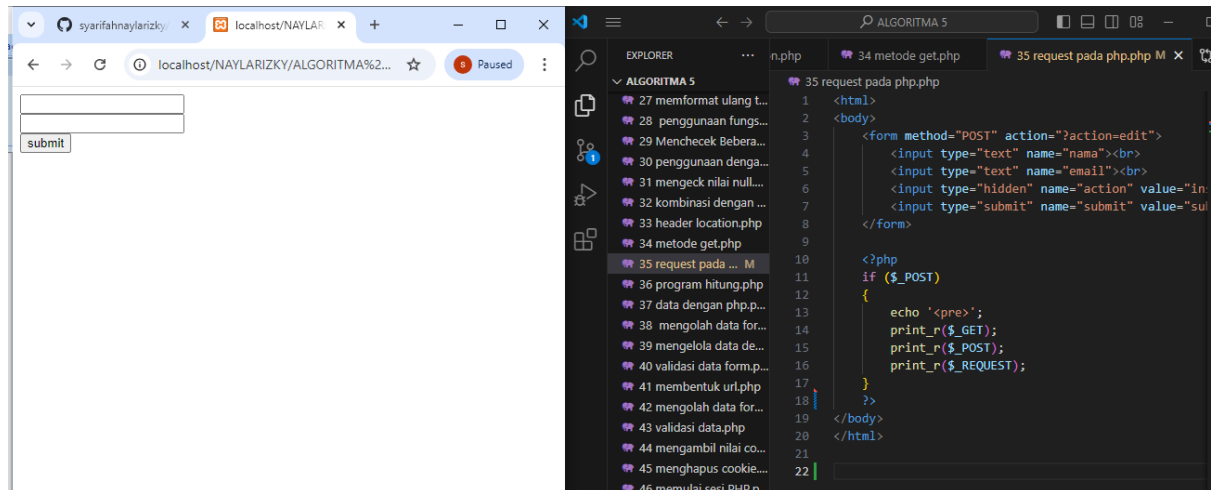 syarifahnaylarizky/
localhost/NAYLAR
localhost/NAYLARIZKY/ALGORITMA%2...
s Paused
submit
ALGORITMA 5
EXPLORER
n.php
34 metode get.php
35 request pada php.php M
ALGORITMA 5
27 memformat ulang t...
28 penggunaan fungs...
29 Menchecek Bebera...
30 penggunaan denga...
31 mengeck nilai null....
32 kombinasi dengan ...
33 header location.php
34 metode get.php
35 request pada ... M
36 program hitung.php
37 data dengan php.p...
38 mengolah data for...
39 mengelola data de...
40 validasi data form.p...
41 membentuk url.php
42 mengolah data for...
43 validasi data.php
44 mengambil nilai co...
45 menghapus cookie....
46 memulai sesi PHP.p...
1
35 request pada php.php
1 <html>
2 <body>
3 <form method="POST" action="?action=edit">
4 <input type="text" name="nama"><br>
5 <input type="text" name="email"><br>
6 <input type="hidden" name="action" value="in
7 <input type="submit" name="submit" value="su
8 </form>
9
10 <?php
11 if ($_POST)
12 {
13 echo '<pre>';
14 print_r($_GET);
15 print_r($_POST);
16 print_r($_REQUEST);
17 }
18 ?>
19 </body>
20 </html>
21
22